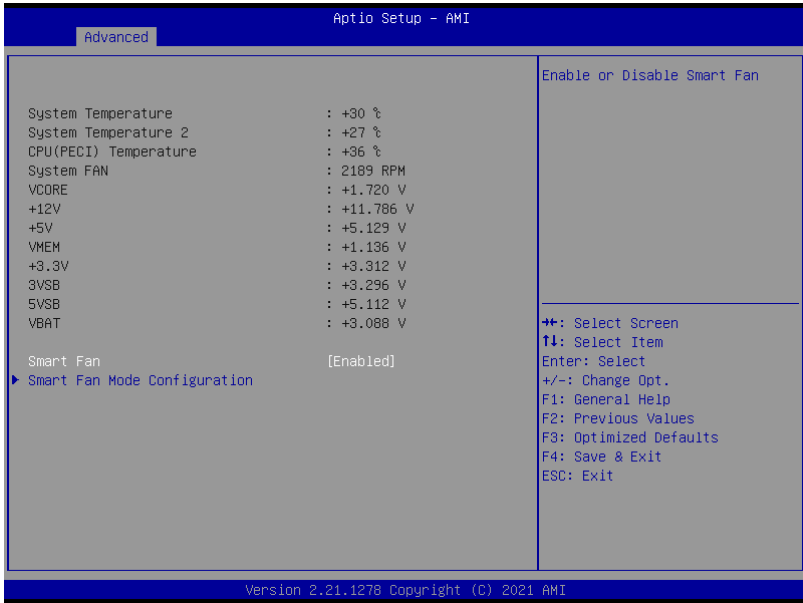 Aptio Setup – AMI
Advanced
System Temperature : +30 ℃
System Temperature 2 : +27 ℃
CPU(PECI) Temperature : +36 ℃
System FAN : 2189 RPM
VCORE : +1.720 V
+12V : +11.786 V
+5V : +5.129 V
VMEM : +1.136 V
+3.3V : +3.312 V
3VSB : +3.296 V
5VSB : +5.112 V
VBAT : +3.088 V
Smart Fan [Enabled]
▶ Smart Fan Mode Configuration
Enable or Disable Smart Fan
→←: Select Screen
↑↓: Select Item
Enter: Select
+/-: Change Opt.
F1: General Help
F2: Previous Values
F3: Optimized Defaults
F4: Save & Exit
ESC: Exit
Version 2.21.1278 Copyright (C) 2021 AMI